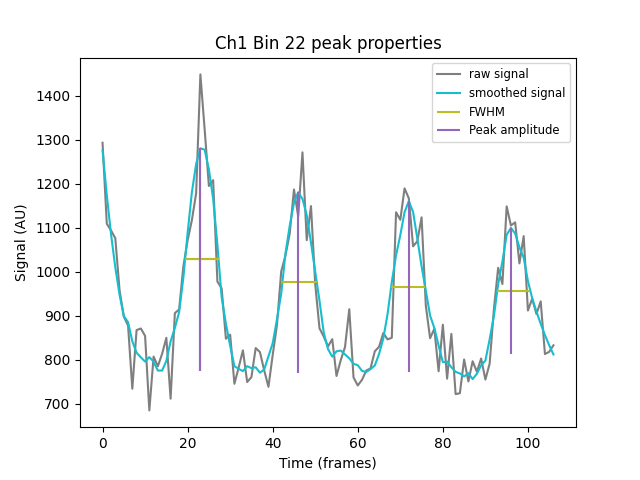 Ch1 Bin 22 peak properties
raw signal
smoothed signal
FWHM
Peak amplitude
1400
1300
1200
1100
1000
900
800
700
Signal (AU)
0 20 40 60 80 100
Time (frames)